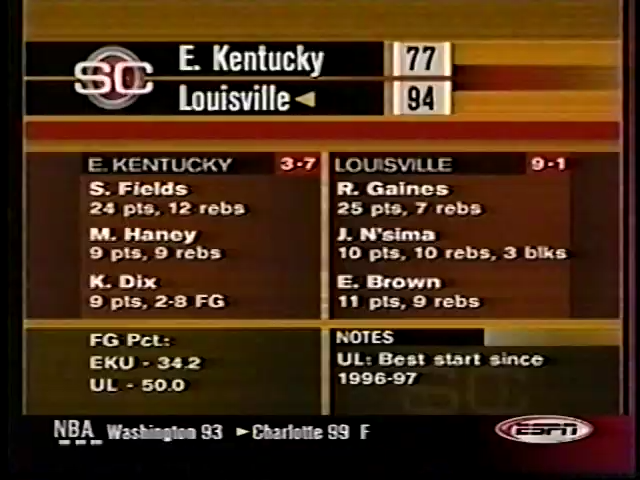 SC
E. Kentucky 77
Louisville 94
E. KENTUCKY 3-7
S. Fields
24 pts, 12 rebs
M. Haney
9 pts, 9 rebs
K. Dix
9 pts, 2-8 FG
LOUISVILLE 9-1
R. Gaines
25 pts, 7 rebs
J. N'sima
10 pts, 10 rebs, 3 blks
E. Brown
11 pts, 9 rebs
FG Pct.:
EKU - 34.2
UL - 50.0
NOTES
UL: Best start since
1996-97
NBA Washington 93 Charlotte 99 F
ESPN